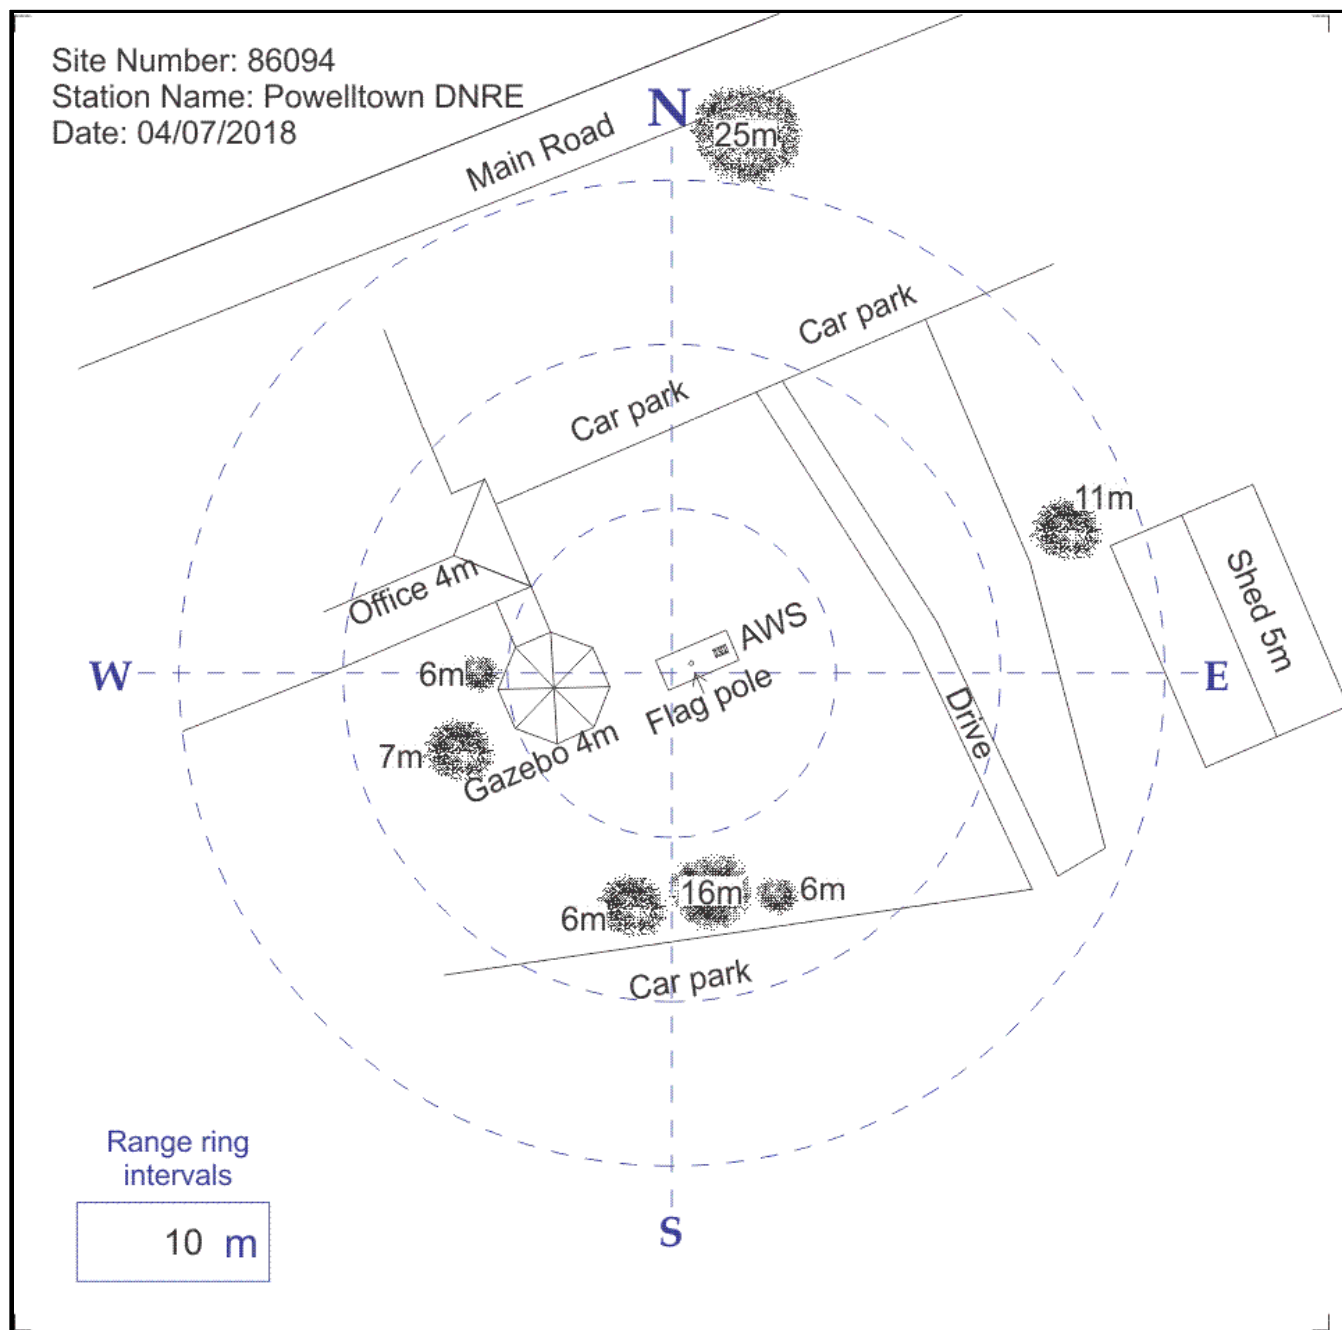 Site Number: 86094
Station Name: Powelltown DNRE
Date: 04/07/2018
N
25m
Main Road
Car park
Car park
11m
Office 4m
Shed 5m
AWS
W
6m
E
Flag pole
Drive
7m
Gazebo 4m
6m
16m
6m
Car park
S
Range ring
intervals
10 m